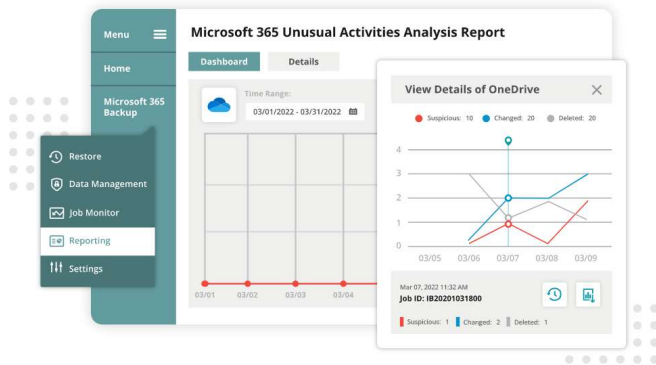 Menu
Home
Microsoft 365
Backup
Restore
Data Management
Job Monitor
Reporting
Settings
Microsoft 365 Unusual Activities Analysis Report
Dashboard
Details
Time Range:
03/01/2022 - 03/31/2022
03/01 03/02 03/03 03/04
View Details of OneDrive
Suspicious: 10 Changed: 20 Deleted: 20
4
3
2
1
0
03/05 03/06 03/07 03/08 03/09
Mar 07, 2022 11:32 AM
Job ID: IB20201031800
Suspicious: 1 Changed: 2 Deleted: 1